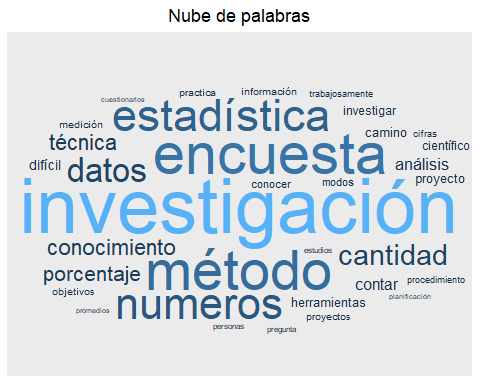 Nube de palabras
cuestionarios practica información trabajosamente
medición estadística investigar
técnica encuesta camino cifras
científico
difícil datos análisis
conocer modos proyecto
investigación
conocimiento estudios cantidad
porcentaje método contar procedimiento
objetivos numeros herramientas planificación
promedios proyectos
personas pregunta